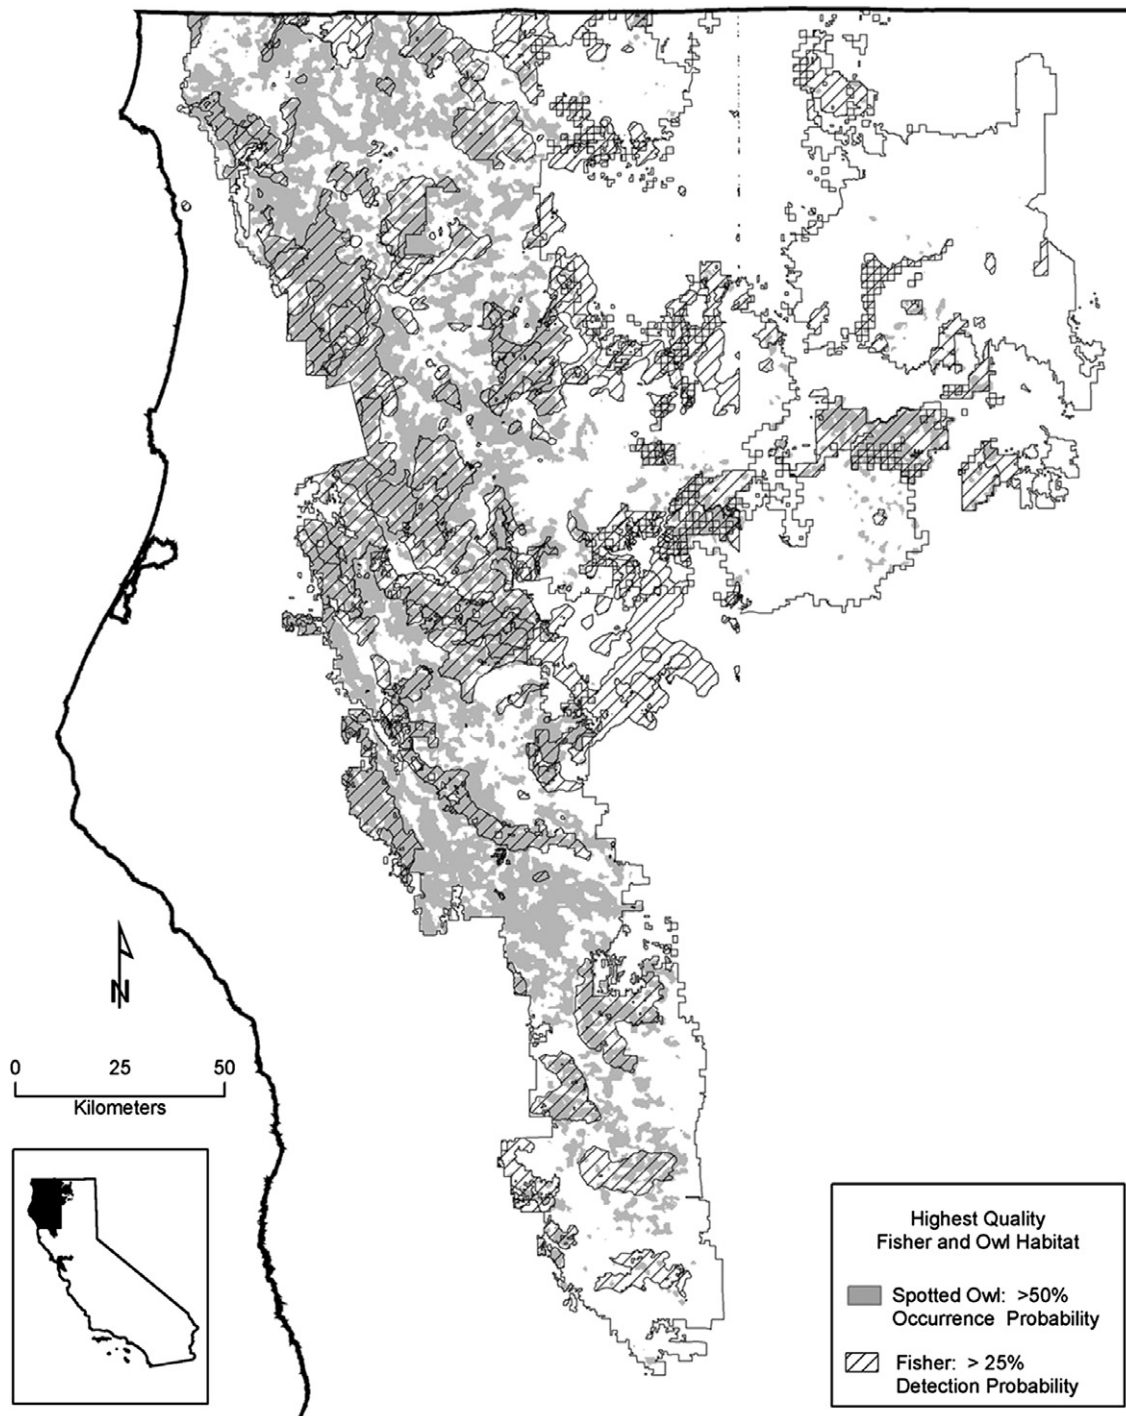 N
0 25 50
Kilometers
Highest Quality
Fisher and Owl Habitat
Spotted Owl: >50%
Occurrence Probability
Fisher: > 25%
Detection Probability